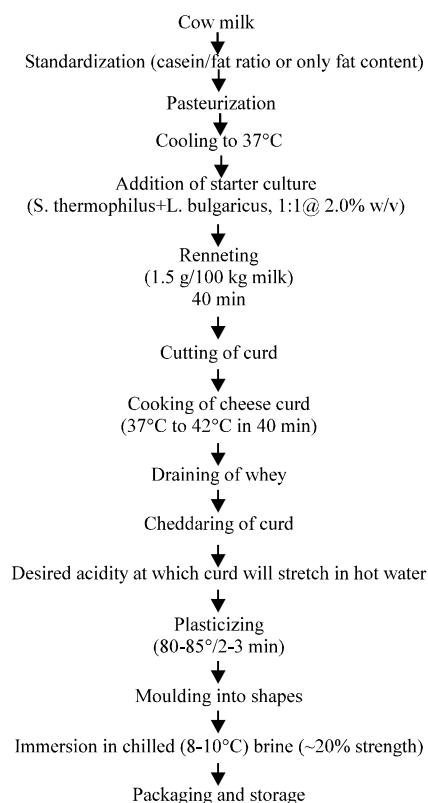 Cow milk
Standardization (casein/fat ratio or only fat content)
Pasteurization
Cooling to 37°C
Addition of starter culture
(S. thermophilus+L. bulgaricus, 1:1@ 2.0% w/v)
Renneting
(1.5 g/100 kg milk)
40 min
Cutting of curd
Cooking of cheese curd
(37°C to 42°C in 40 min)
Draining of whey
Cheddaring of curd
Desired acidity at which curd will stretch in hot water
Plasticizing
(80-85°/2-3 min)
Moulding into shapes
Immersion in chilled (8-10°C) brine (~20% strength)
Packaging and storage